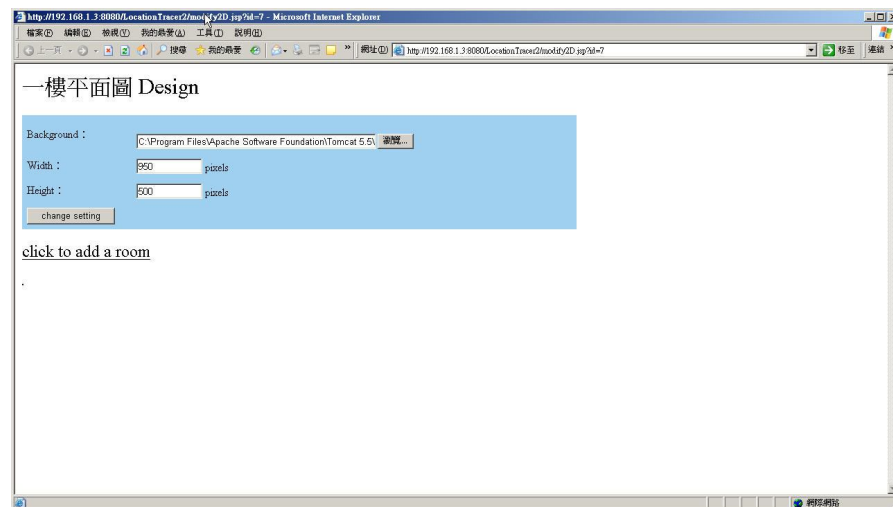 http://192.168.1.3:8080/LocationTracer2/modify2D.jsp?id=7 - Microsoft Internet Explorer
檔案(F) 編輯(E) 檢視(V) 我的最愛(A) 工具(T) 說明(H)
上一頁 搜尋 我的最愛 » 網址(D) http://192.168.1.3:8080/LocationTracer2/modify2D.jsp?id=7 移至 連結 »
一樓平面圖 Design
Background：
C:\Program Files\Apache Software Foundation\Tomcat 5.5\ 瀏覽...
Width： 950 pixels
Height： 500 pixels
change setting
click to add a room
.
網際網路